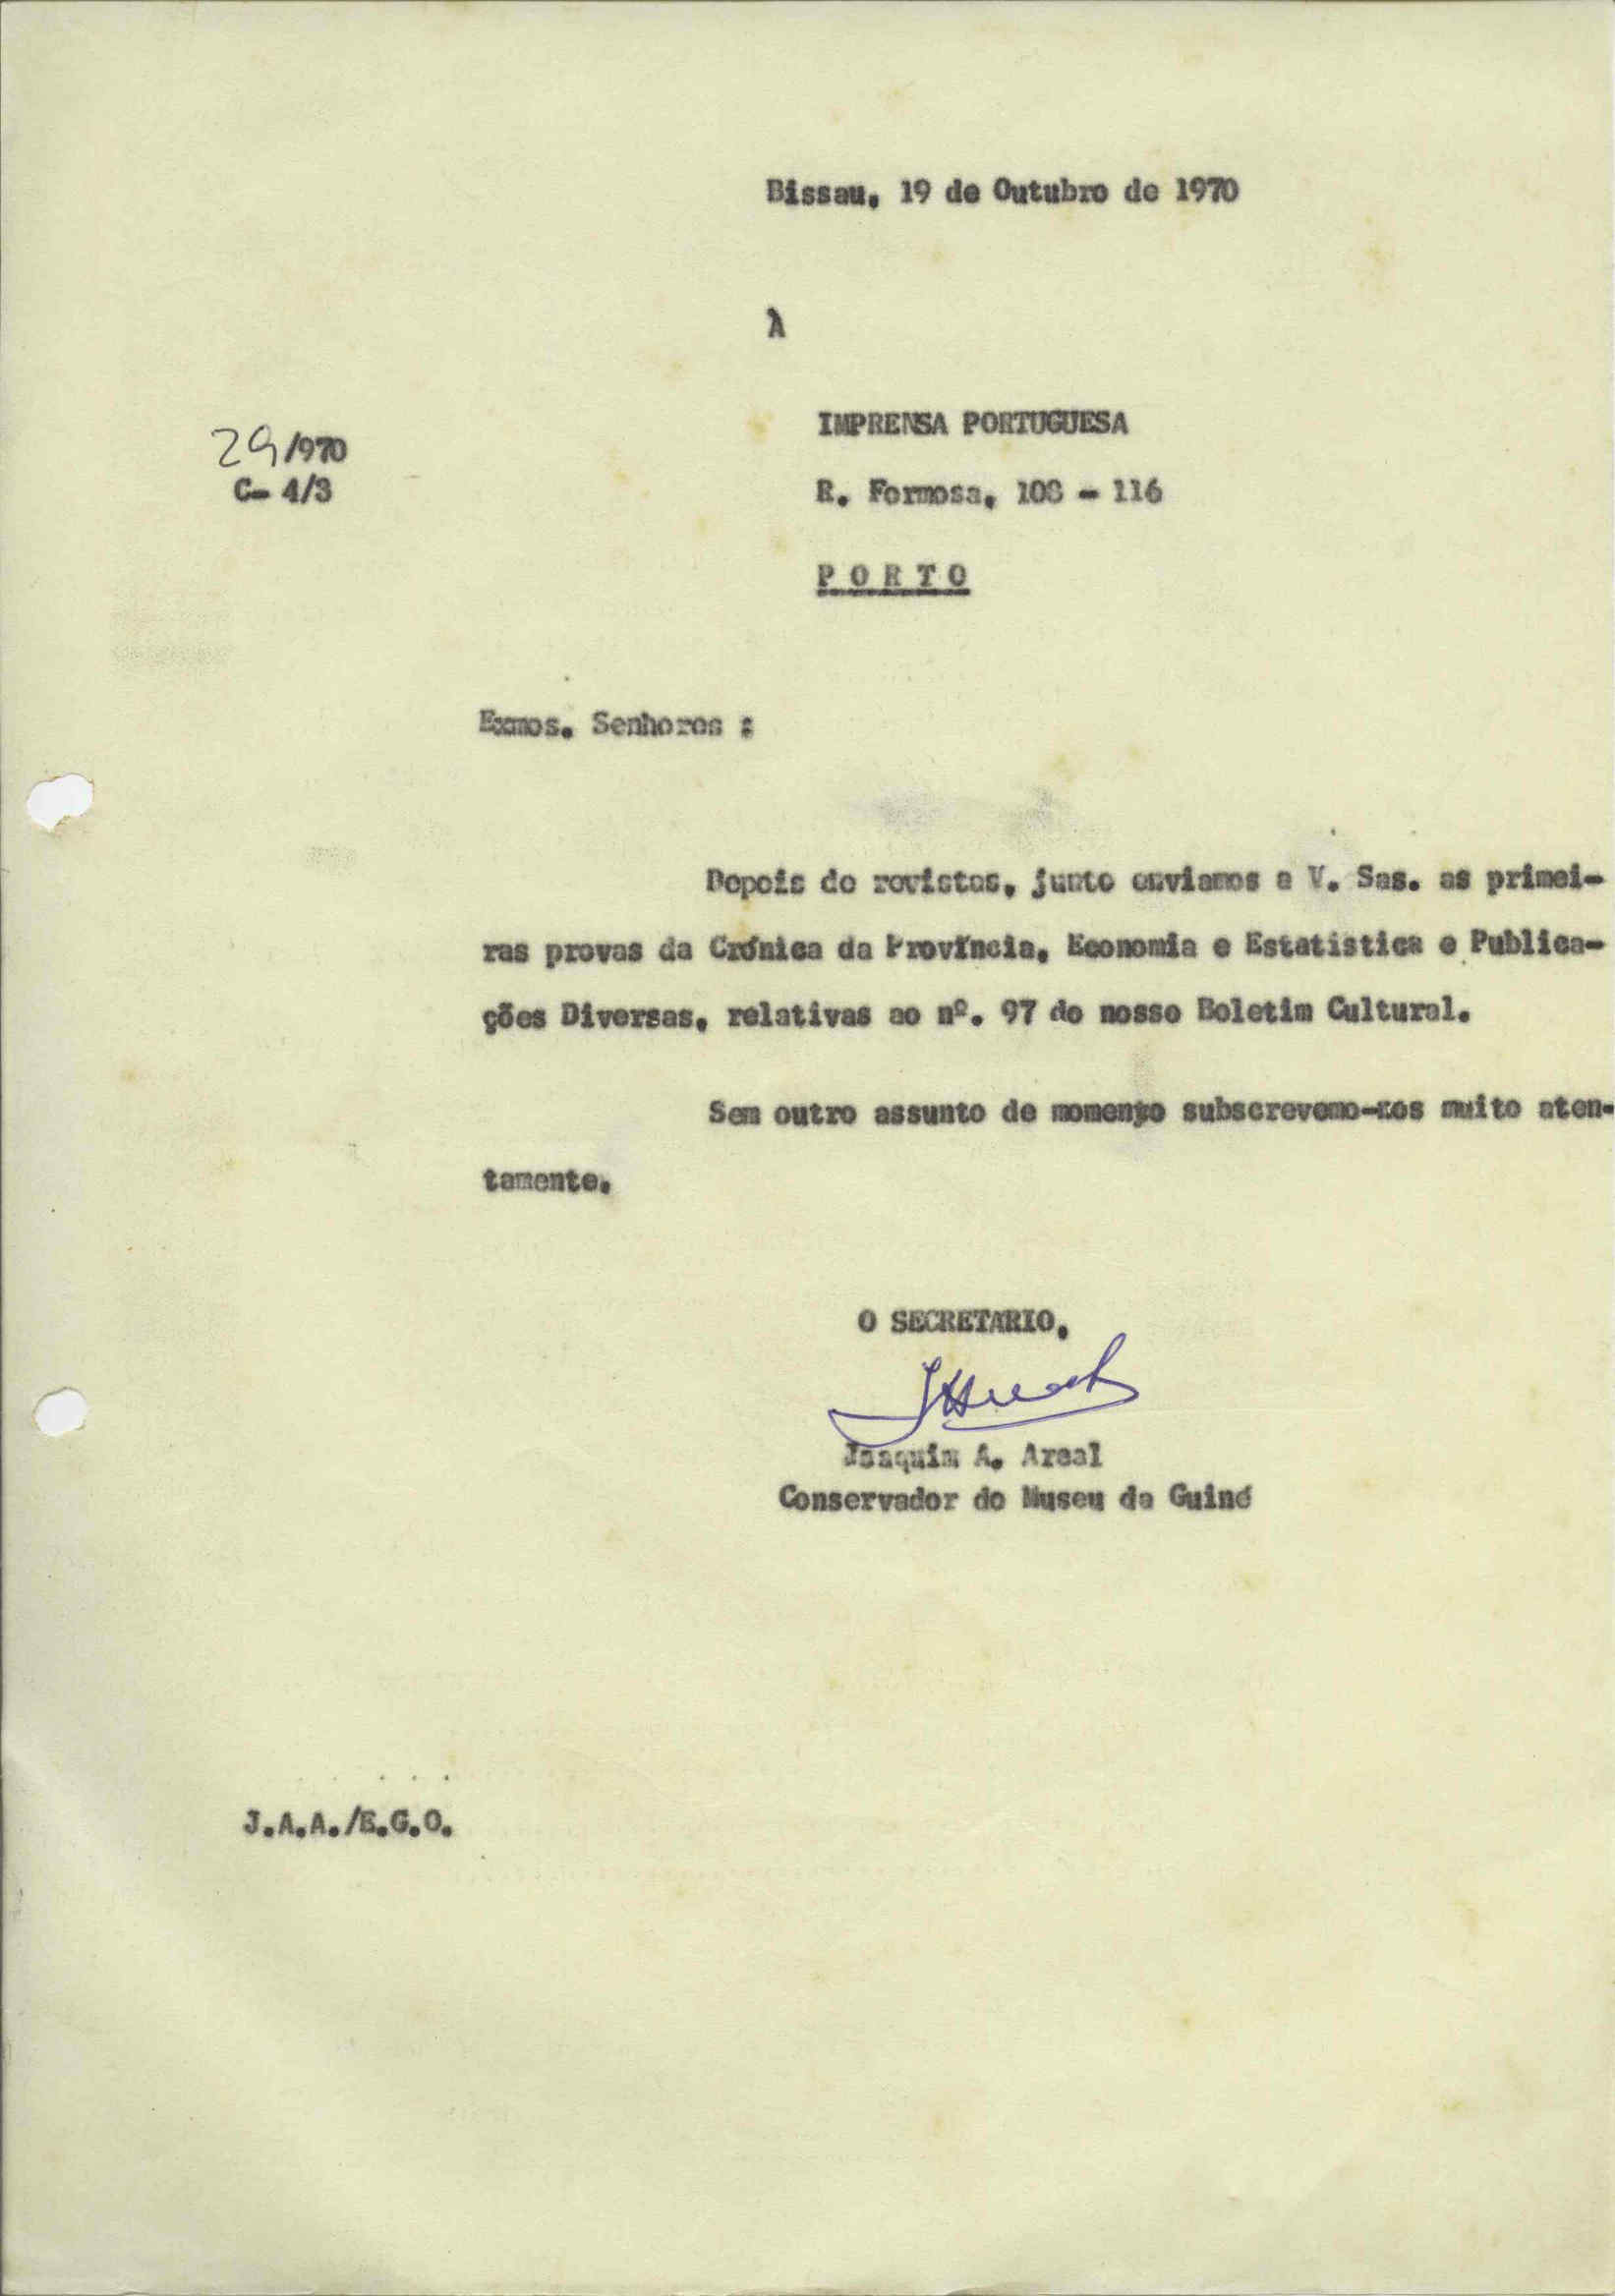 Bissau, 19 de Outubro de 1970
À
IMPRENSA PORTUGUESA
29/970
C- 4/3
R. Formosa, 108 - 116
PORTO
Exmos. Senhores :
Depois de revistas, junto enviamos a V. Sas. as primei-
ras provas da Crónica da Província, Economia e Estatística e Publica-
ções Diversas, relativas ao nº. 97 do nosso Boletim Cultural.
Sem outro assunto de momento subscrevemo-nos muito aten-
tamente.
O SECRETARIO,
Joaquim A. Areal
Conservador do Museu da Guiné
J.A.A./E.G.O.